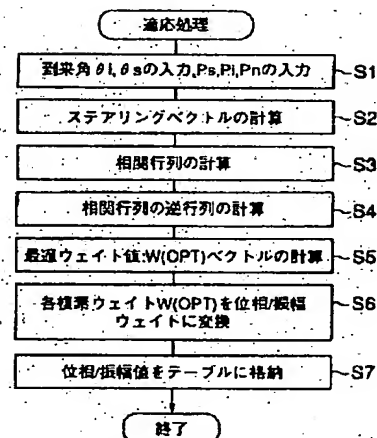 適応処理
到来角θi,θsの入力,Ps,Pi,Pnの入力
S1
ステアリングベクトルの計算
S2
相関行列の計算
S3
相関行列の逆行列の計算
S4
最適ウェイト値:W(OPT)ベクトルの計算
S5
各複素ウェイトW(OPT)を位相/振幅
ウェイトに変換
S6
位相/振幅値をテーブルに格納
S7
終了